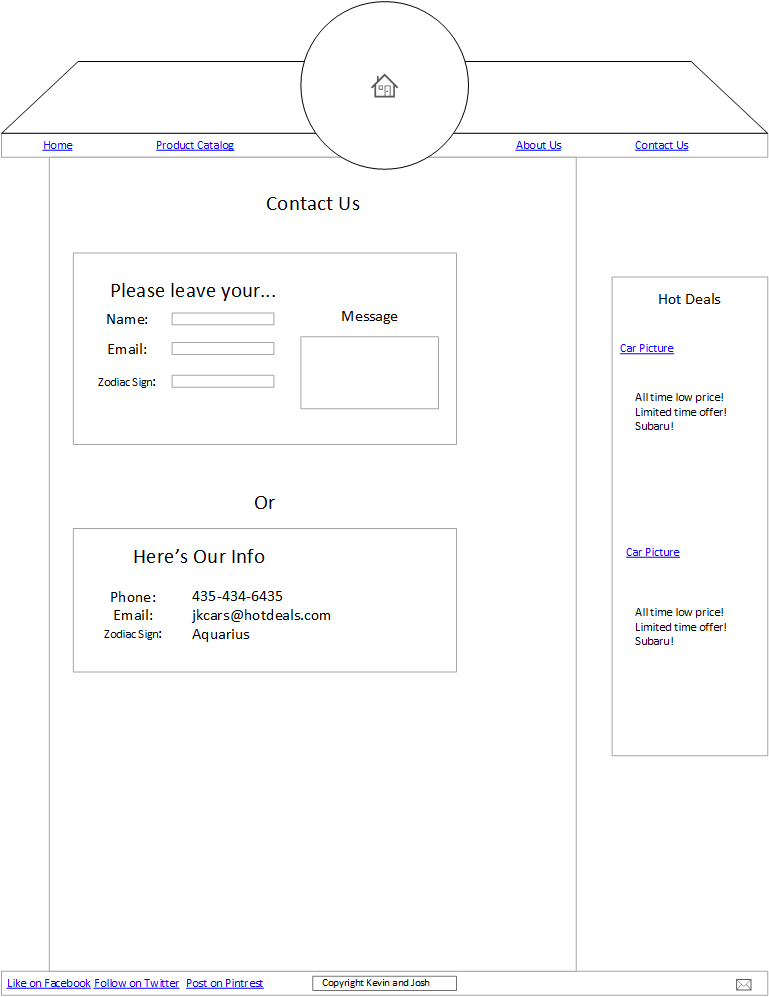 Home Product Catalog About Us Contact Us
Contact Us
Please leave your...
Name:
Email:
Zodiac Sign:
Message
Or
Here's Our Info
Phone: 435-434-6435
Email: jkcars@hotdeals.com
Zodiac Sign: Aquarius
Hot Deals
Car Picture
All time low price!
Limited time offer!
Subaru!
Car Picture
All time low price!
Limited time offer!
Subaru!
Like on Facebook Follow on Twitter Post on Pintrest Copyright Kevin and Josh